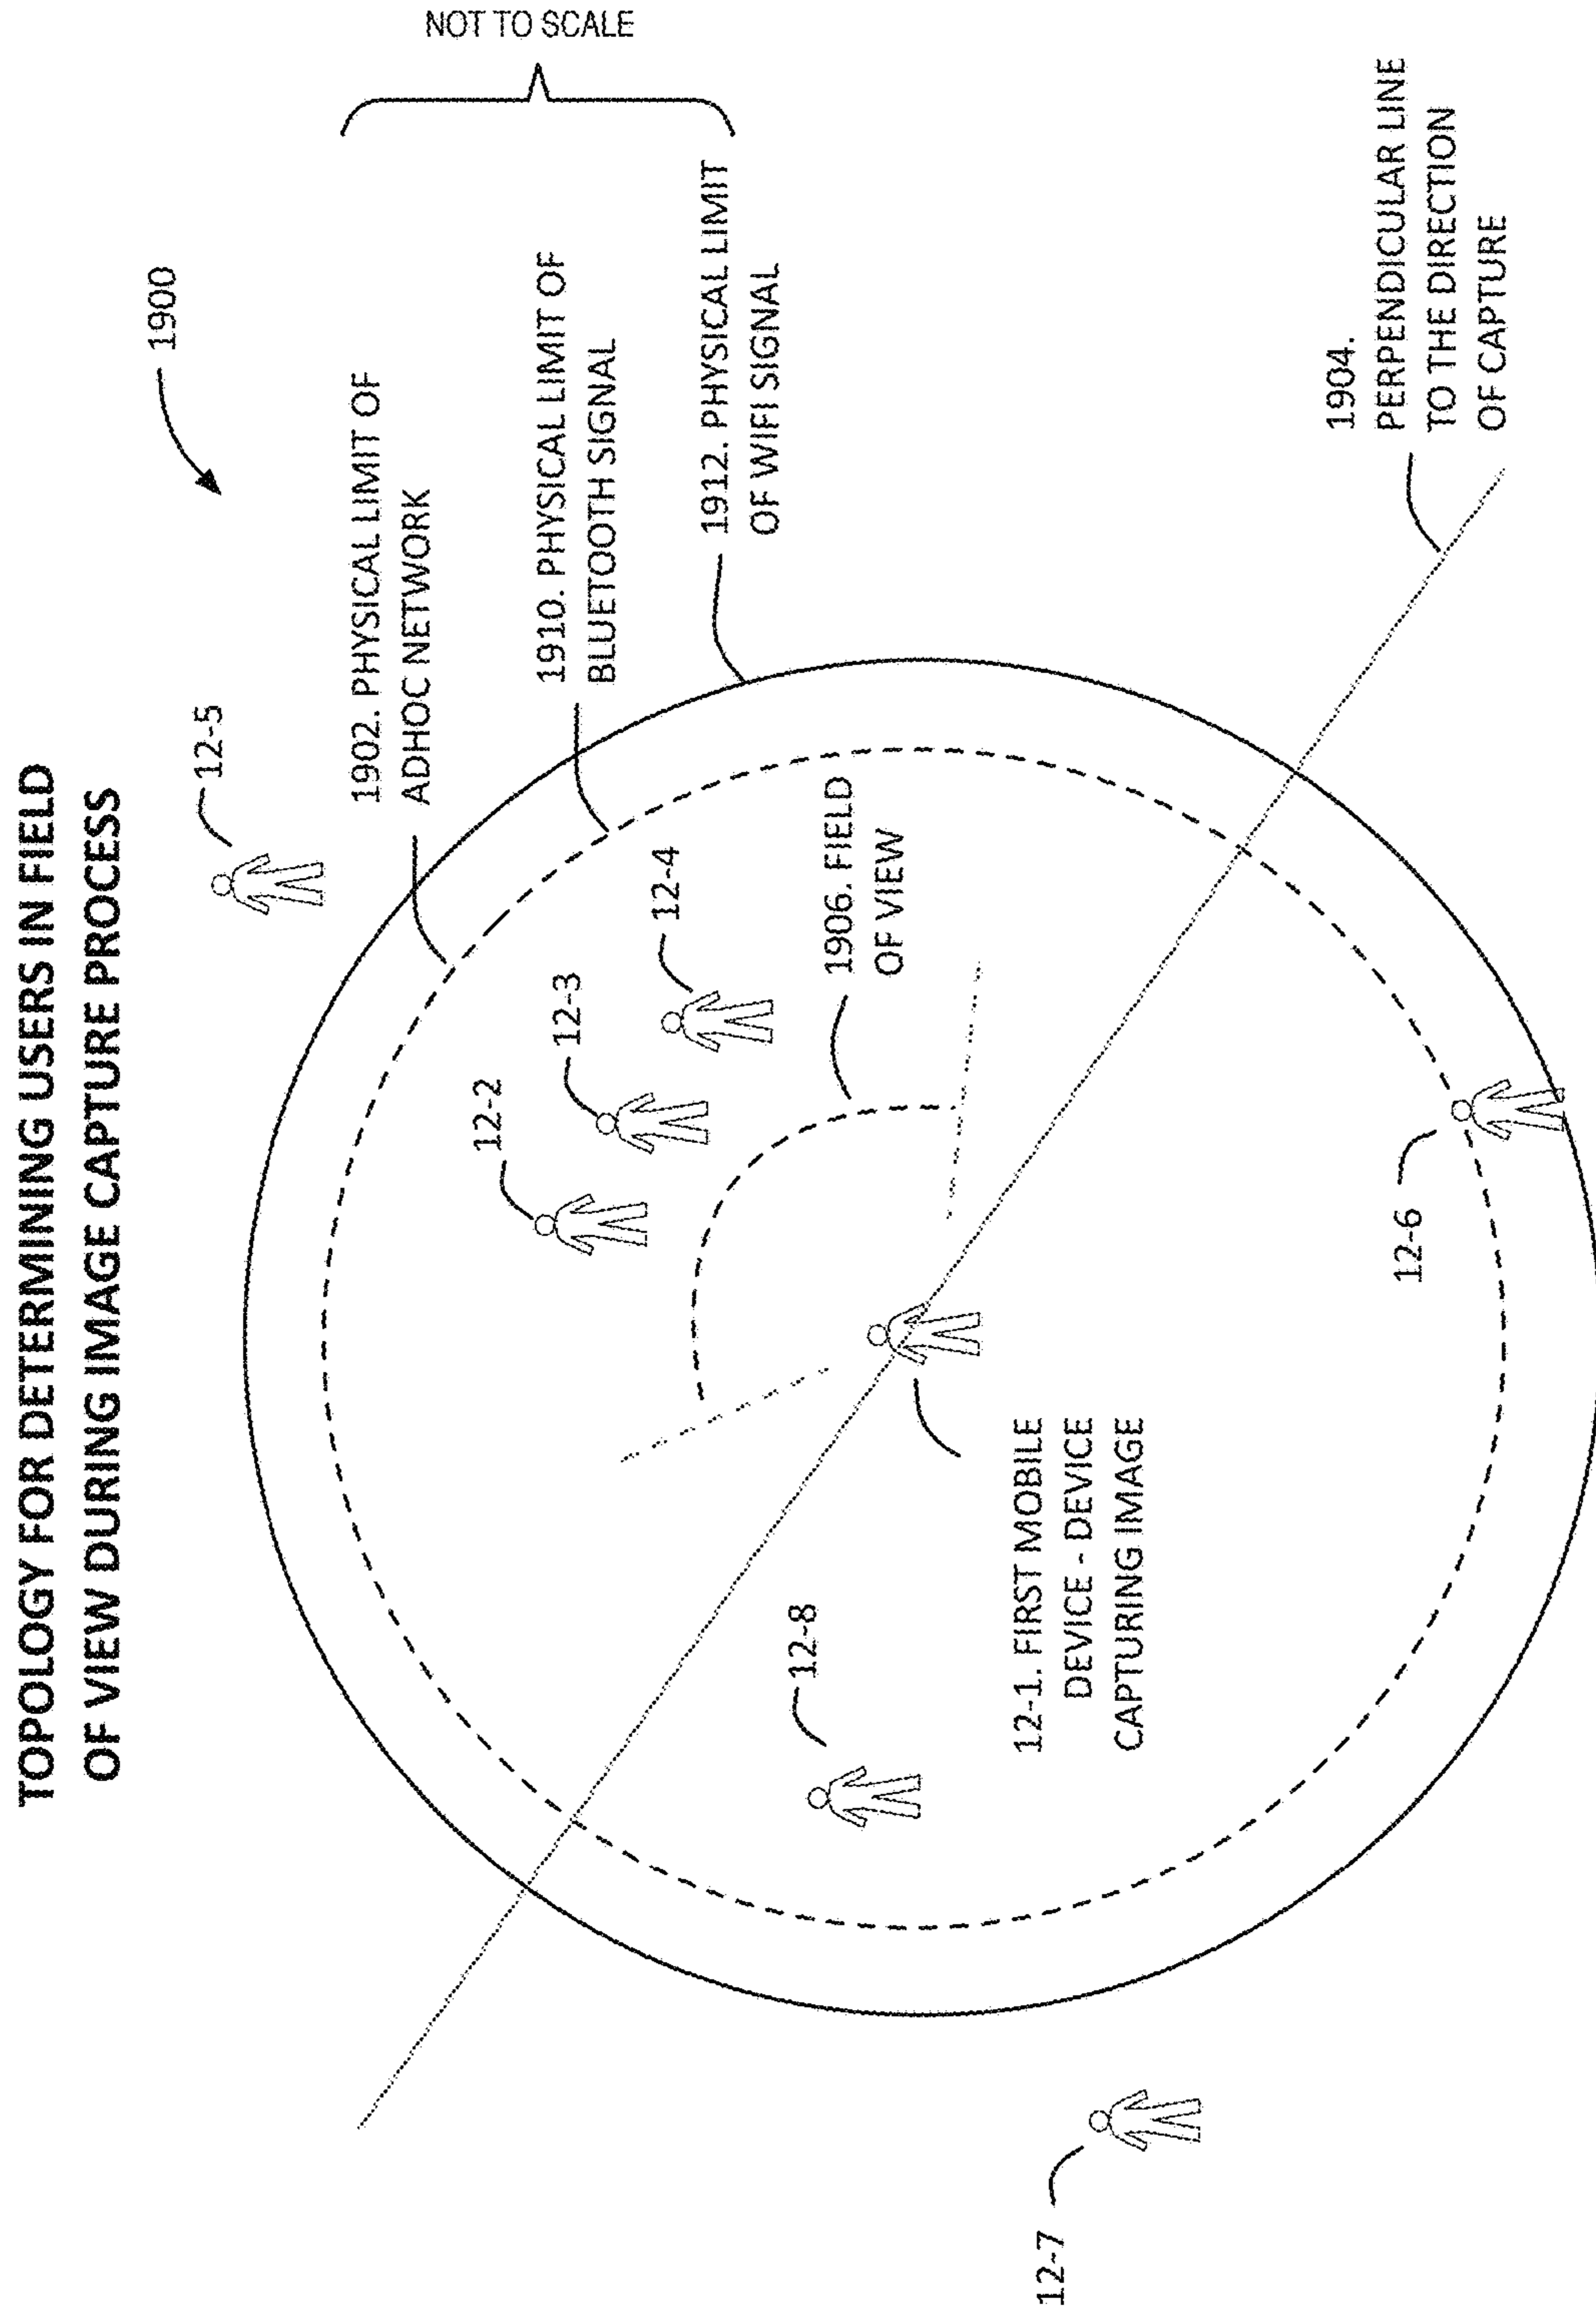 TOPOLOGY FOR DETERMINING USERS IN FIELD
OF VIEW DURING IMAGE CAPTURE PROCESS
1900
12-5
1902. PHYSICAL LIMIT OF
ADHOC NETWORK
NOT TO SCALE
12-2
12-3
1910. PHYSICAL LIMIT OF
BLUETOOTH SIGNAL
12-4
1912. PHYSICAL LIMIT
OF WIFI SIGNAL
12-8
1906. FIELD
OF VIEW
12-1. FIRST MOBILE
DEVICE - DEVICE
CAPTURING IMAGE
12-7
1904.
PERPENDICULAR LINE
TO THE DIRECTION
OF CAPTURE
12-6